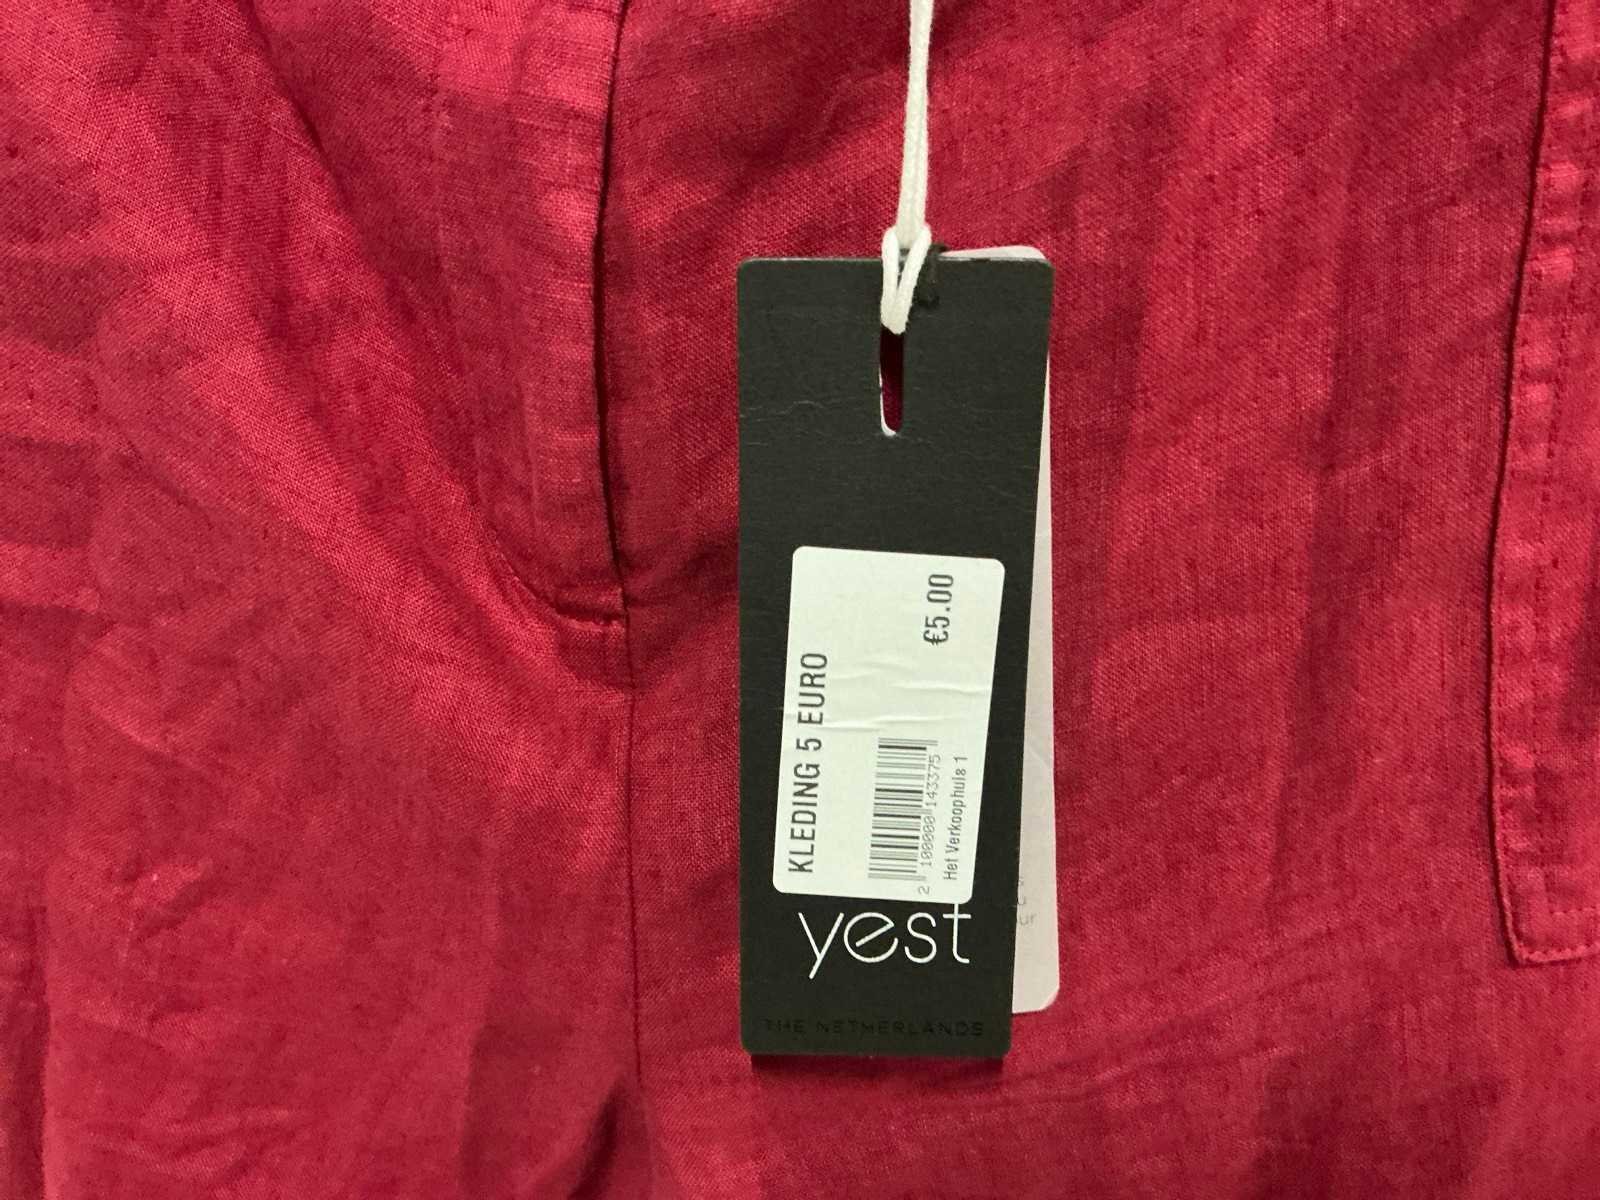 KLEDING 5 EURO
€5.00
2 100000 143375
Het Verkoophuis 1
yest
THE NETHERLANDS